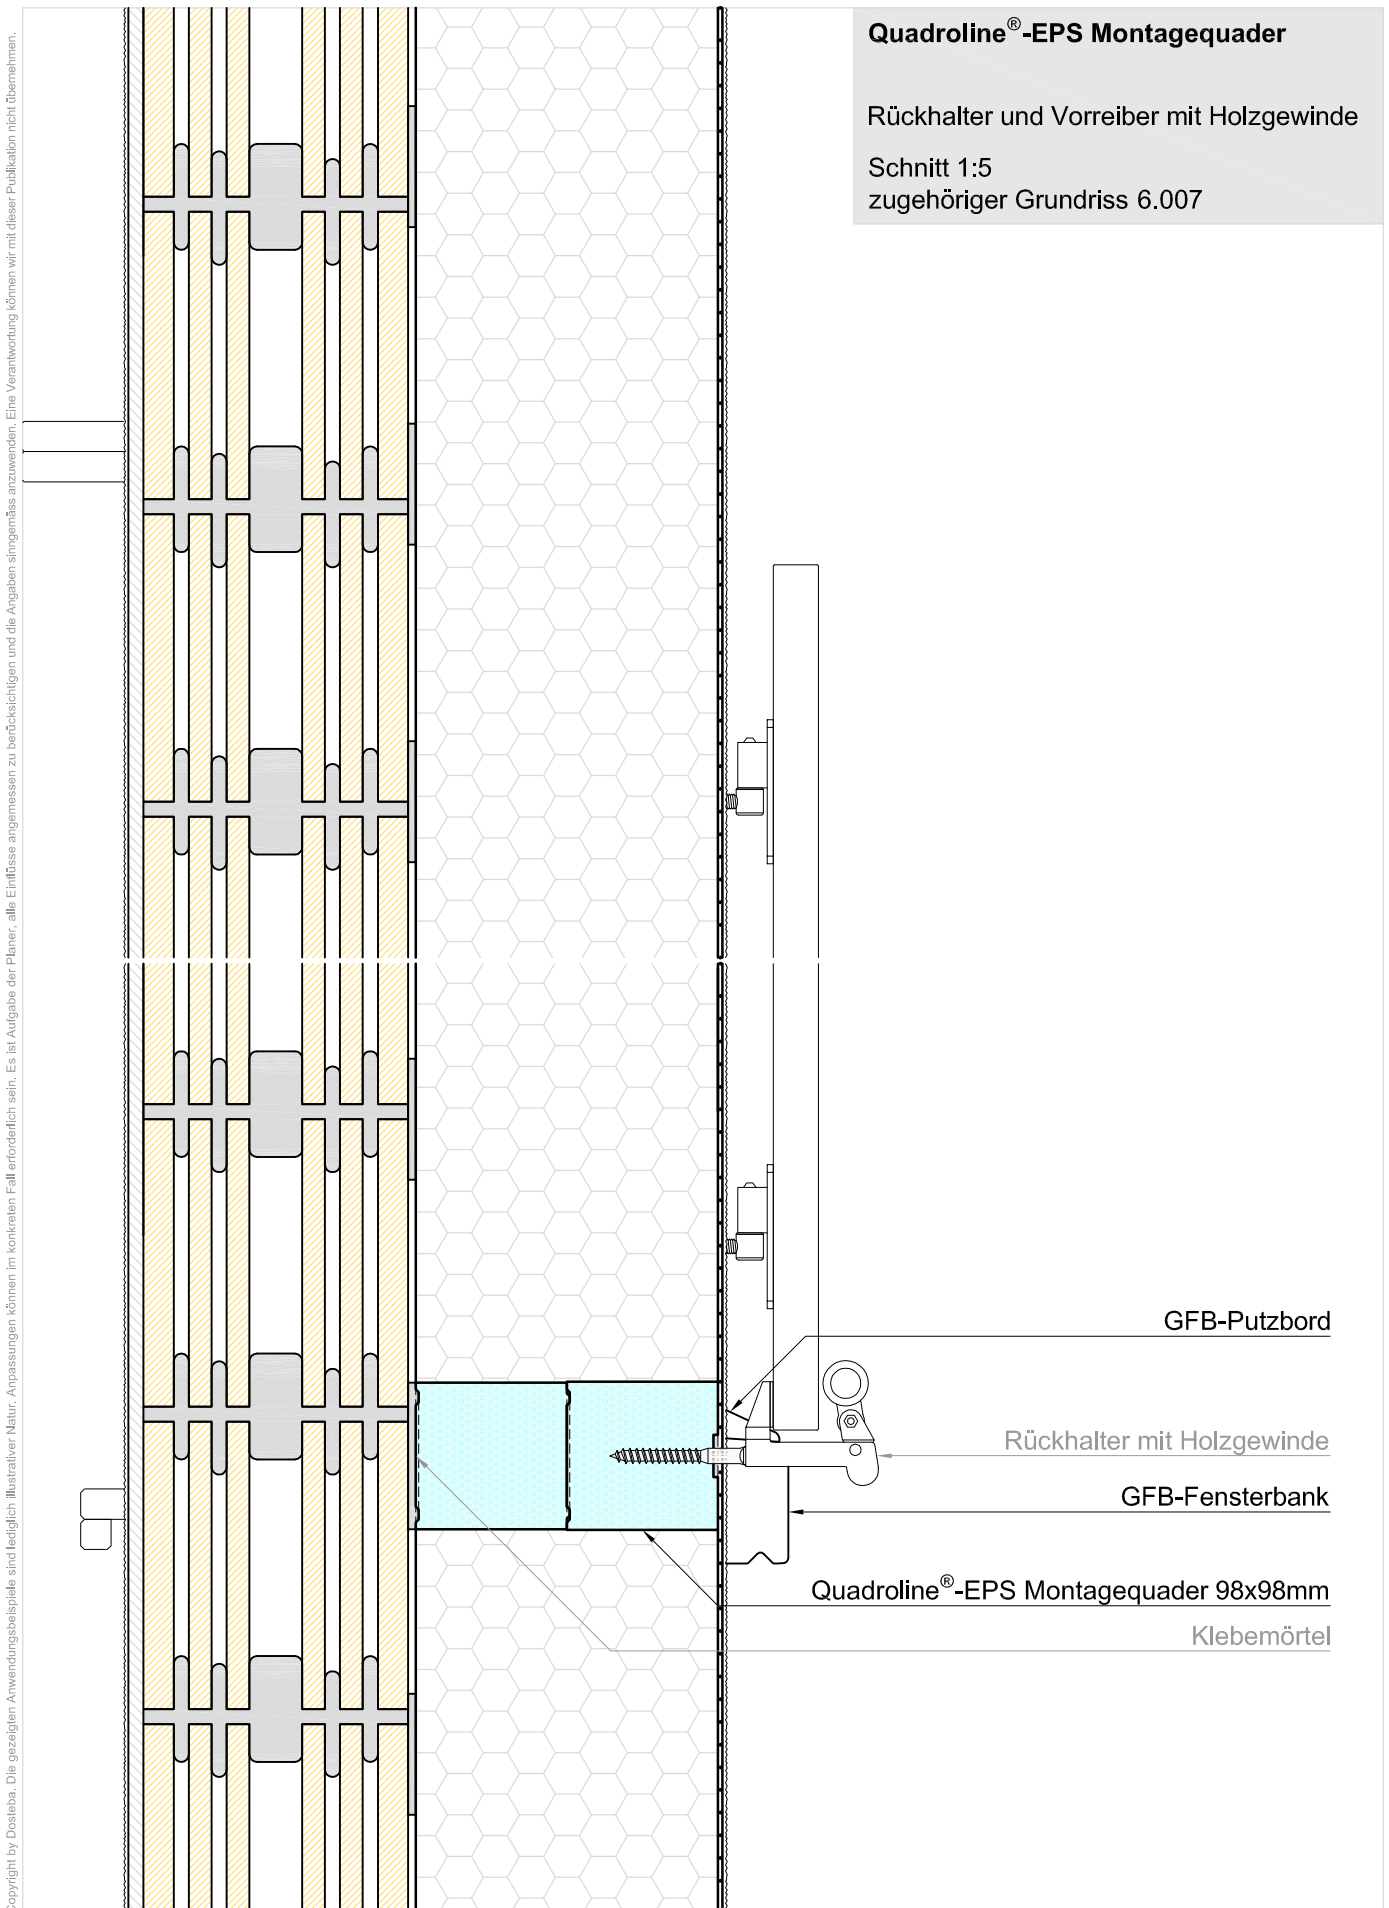 Quadroline®-EPS Montagequader
Rückhalter und Vorreiber mit Holzgewinde
Schnitt 1:5
zugehöriger Grundriss 6.007
GFB-Putzbord
Rückhalter mit Holzgewinde
GFB-Fensterbank
Quadroline®-EPS Montagequader 98x98mm
Klebemörtel
Copyright by Dosteba. Die gezeigten Anwendungsbeispiele sind lediglich illustrativer Natur. Anpassungen können im konkreten Fall erforderlich sein. Es ist Aufgabe der Planer, alle Einflüsse angemessen zu berücksichtigen und die Angaben sinngemäss anzuwenden. Eine Verantwortung können wir mit dieser Publikation nicht übernehmen.